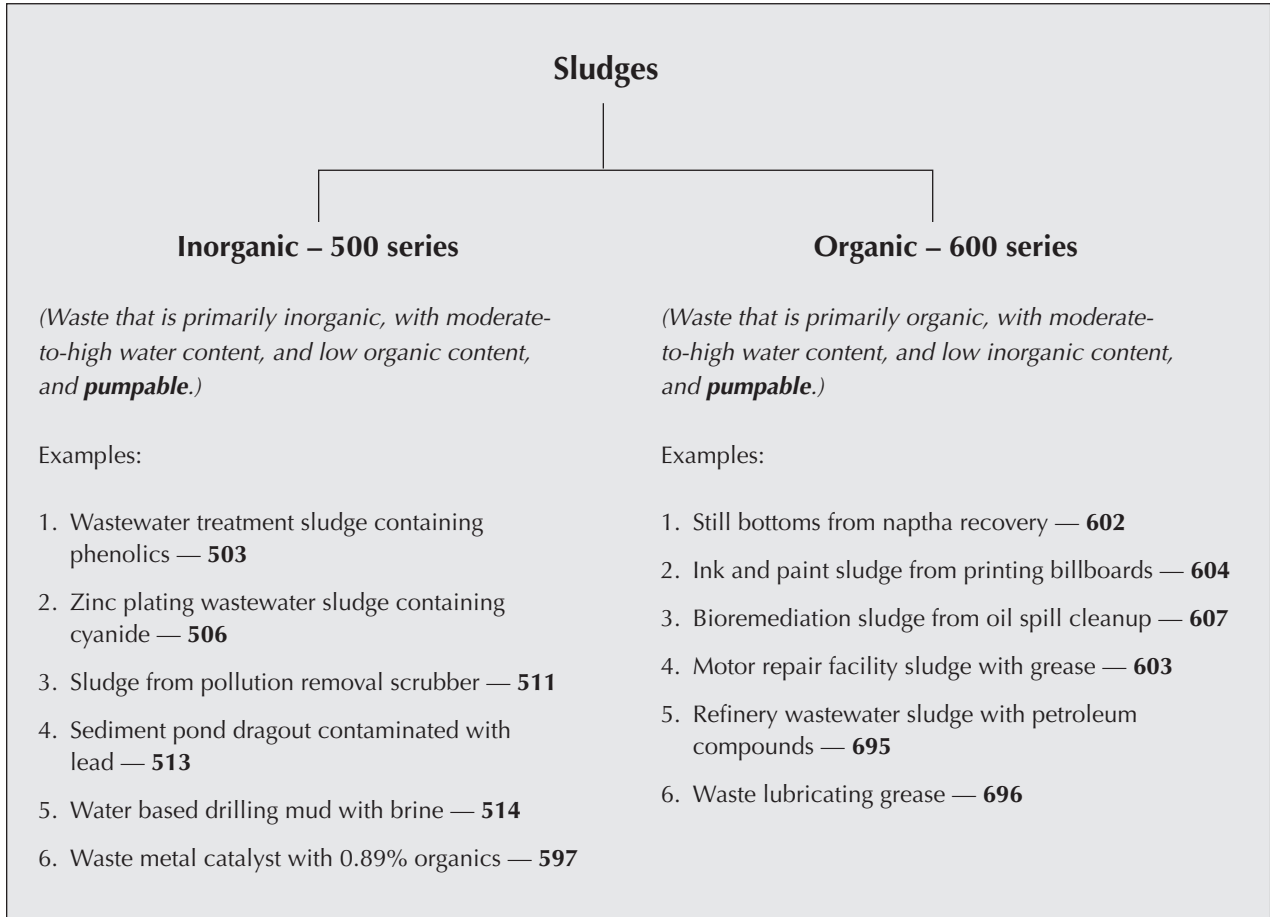 Sludges
Inorganic – 500 series
(Waste that is primarily inorganic, with moderate-
to-high water content, and low organic content,
and pumpable.)
Examples:
1. Wastewater treatment sludge containing
phenolics — 503
2. Zinc plating wastewater sludge containing
cyanide — 506
3. Sludge from pollution removal scrubber — 511
4. Sediment pond dragout contaminated with
lead — 513
5. Water based drilling mud with brine — 514
6. Waste metal catalyst with 0.89% organics — 597
Organic – 600 series
(Waste that is primarily organic, with moderate-
to-high water content, and low inorganic content,
and pumpable.)
Examples:
1. Still bottoms from naptha recovery — 602
2. Ink and paint sludge from printing billboards — 604
3. Bioremediation sludge from oil spill cleanup — 607
4. Motor repair facility sludge with grease — 603
5. Refinery wastewater sludge with petroleum
compounds — 695
6. Waste lubricating grease — 696